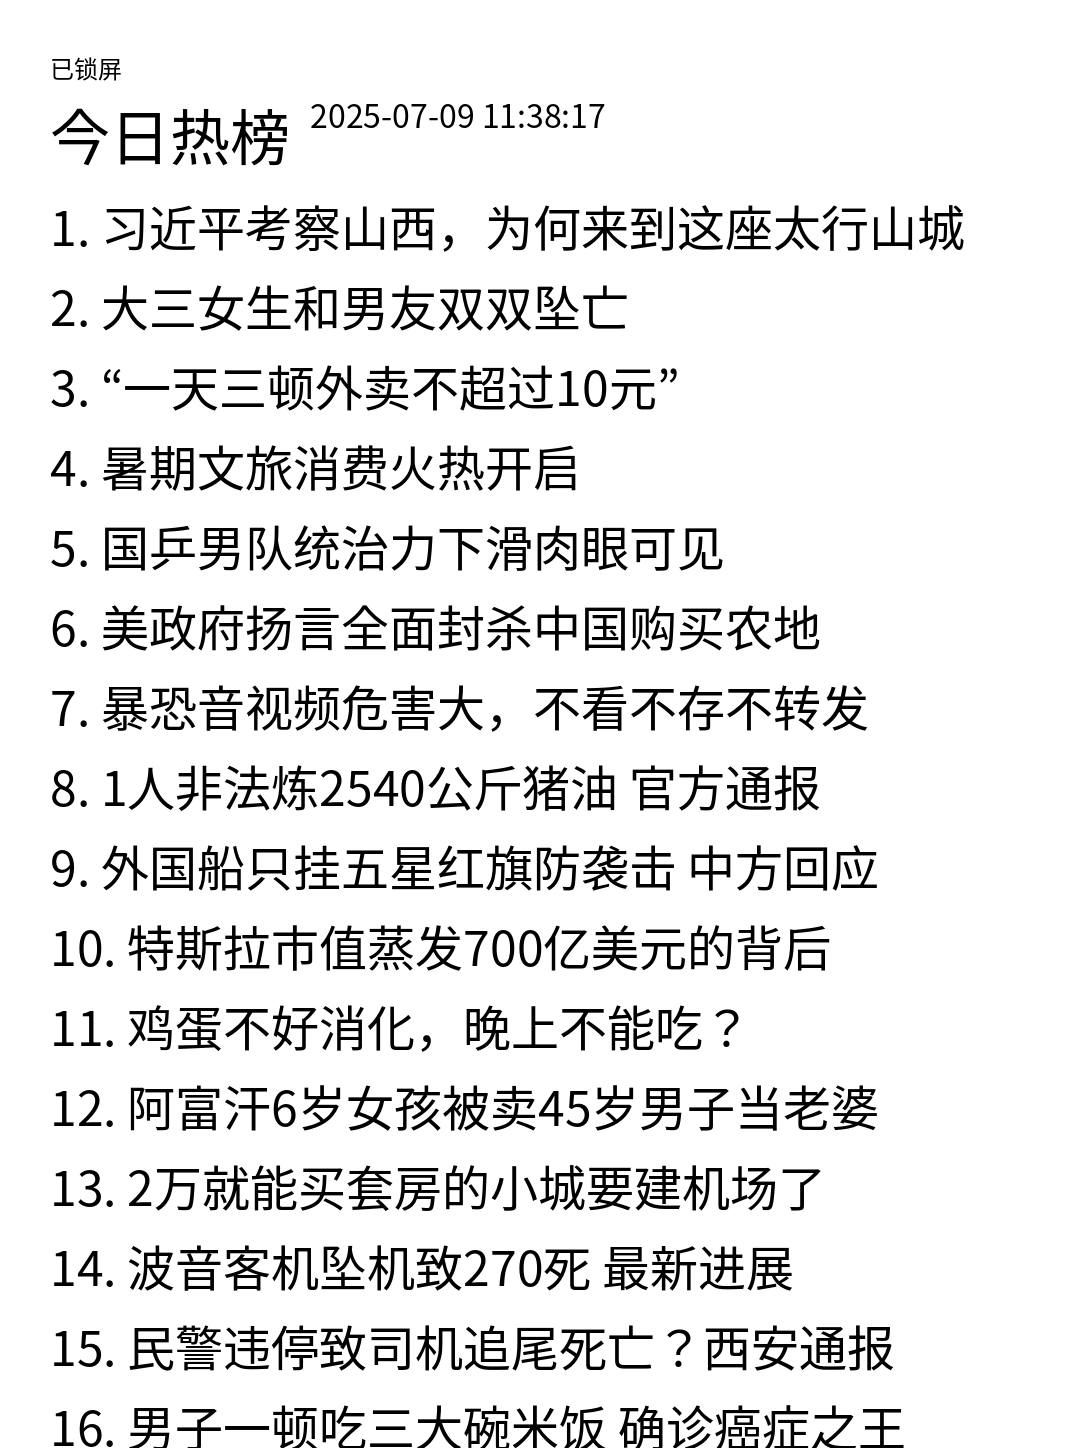 已锁屏
今日热榜 2025-07-09 11:38:17
1. 习近平考察山西，为何来到这座太行山城
2. 大三女生和男友双双坠亡
3. “一天三顿外卖不超过10元”
4. 暑期文旅消费火热开启
5. 国乒男队统治力下滑肉眼可见
6. 美政府扬言全面封杀中国购买农地
7. 暴恐音视频危害大，不看不存不转发
8. 1人非法炼2540公斤猪油 官方通报
9. 外国船只挂五星红旗防袭击 中方回应
10. 特斯拉市值蒸发700亿美元的背后
11. 鸡蛋不好消化，晚上不能吃？
12. 阿富汗6岁女孩被卖45岁男子当老婆
13. 2万就能买套房的小城要建机场了
14. 波音客机坠机致270死 最新进展
15. 民警违停致司机追尾死亡？西安通报
16. 男子一顿吃三大碗米饭 确诊癌症之王